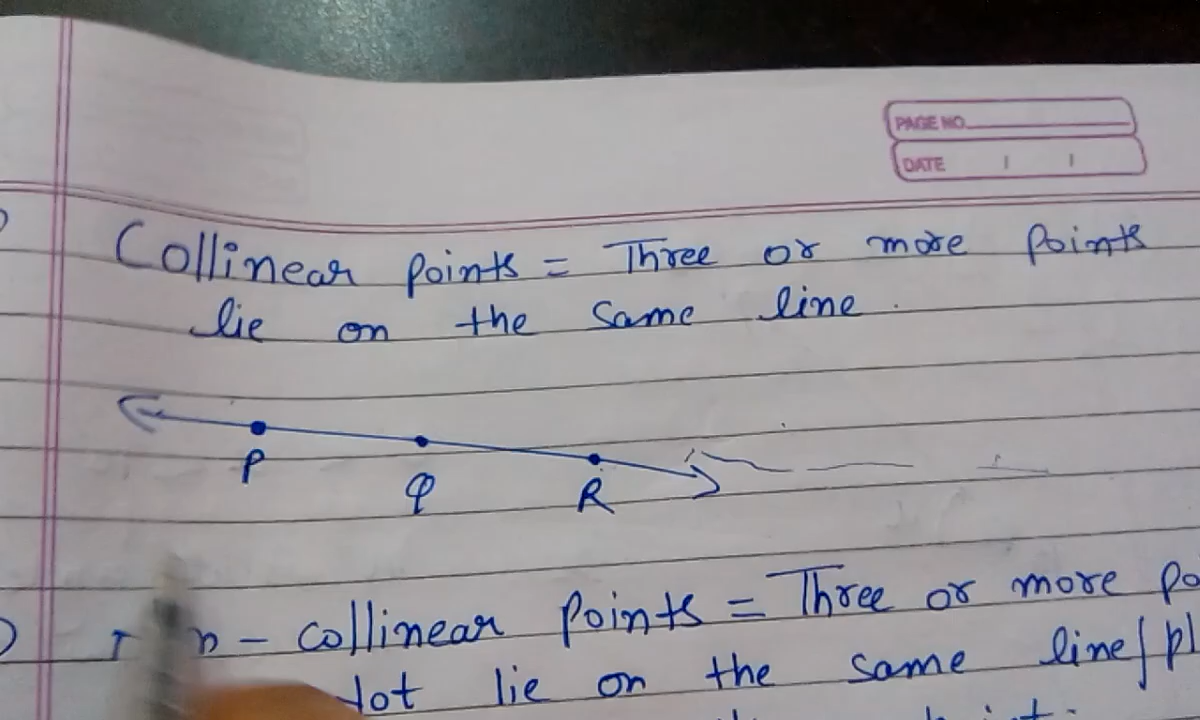 PAGE NO.
DATE / /
Collinear points = Three or more points
lie on the same line.
P Q R
- collinear points = Three or more
lie on the same line/